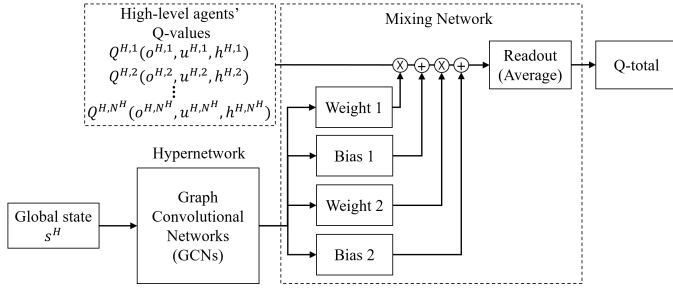 High-level agents'
Q-values
Q^{H,1}(o^{H,1}, u^{H,1}, h^{H,1})
Q^{H,2}(o^{H,2}, u^{H,2}, h^{H,2})
⋮
Q^{H,N^H}(o^{H,N^H}, u^{H,N^H}, h^{H,N^H})
Mixing Network
X + X +
Readout
(Average)
Q-total
Weight 1
Bias 1
Weight 2
Bias 2
Hypernetwork
Graph
Convolutional
Networks
(GCNs)
Global state
s^H